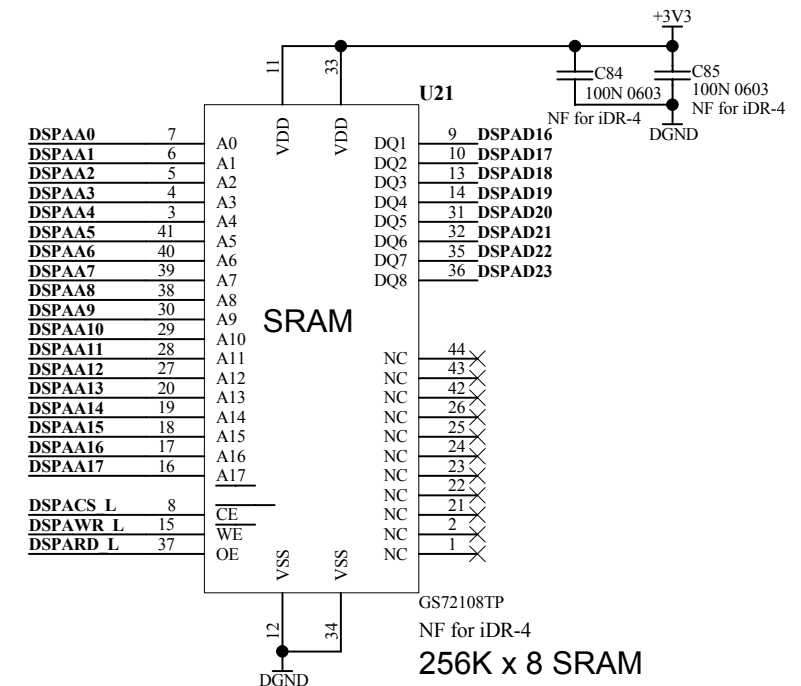 +3V3
11
33
C84
100N 0603
NF for iDR-4
C85
100N 0603
NF for iDR-4
DGND
U21
VDD
VDD
DSPAA0 7 A0
DSPAA1 6 A1
DSPAA2 5 A2
DSPAA3 4 A3
DSPAA4 3 A4
DSPAA5 41 A5
DSPAA6 40 A6
DSPAA7 39 A7
DSPAA8 38 A8
DSPAA9 30 A9
DSPAA10 29 A10
DSPAA11 28 A11
DSPAA12 27 A12
DSPAA13 20 A13
DSPAA14 19 A14
DSPAA15 18 A15
DSPAA16 17 A16
DSPAA17 16 A17
DSPACS_L 8 CE
DSPAWR_L 15 WE
DSPARD_L 37 OE
SRAM
DQ1 9 DSPAD16
DQ2 10 DSPAD17
DQ3 13 DSPAD18
DQ4 14 DSPAD19
DQ5 31 DSPAD20
DQ6 32 DSPAD21
DQ7 35 DSPAD22
DQ8 36 DSPAD23
NC 44
NC 43
NC 42
NC 26
NC 25
NC 24
NC 23
NC 22
NC 21
NC 2
NC 1
VSS
VSS
12
34
DGND
GS72108TP
NF for iDR-4
256K x 8 SRAM